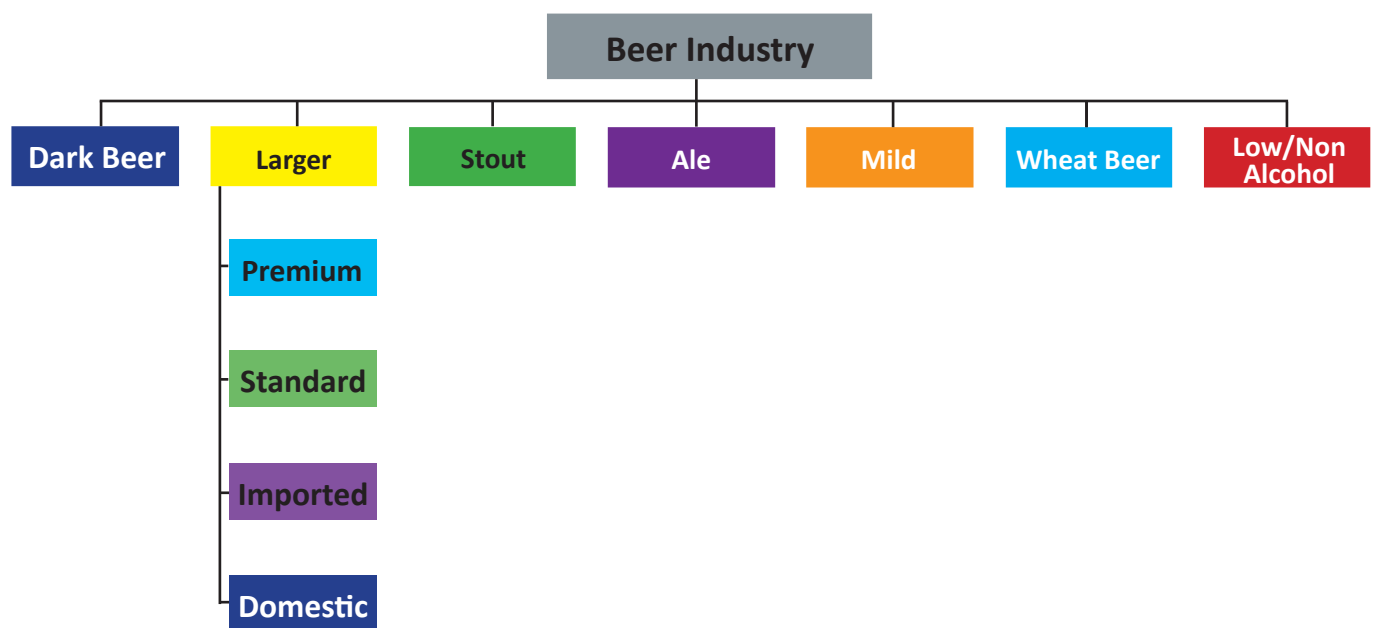 Beer Industry
Dark Beer
Larger
Stout
Ale
Mild
Wheat Beer
Low/Non
Alcohol
Premium
Standard
Imported
Domestic